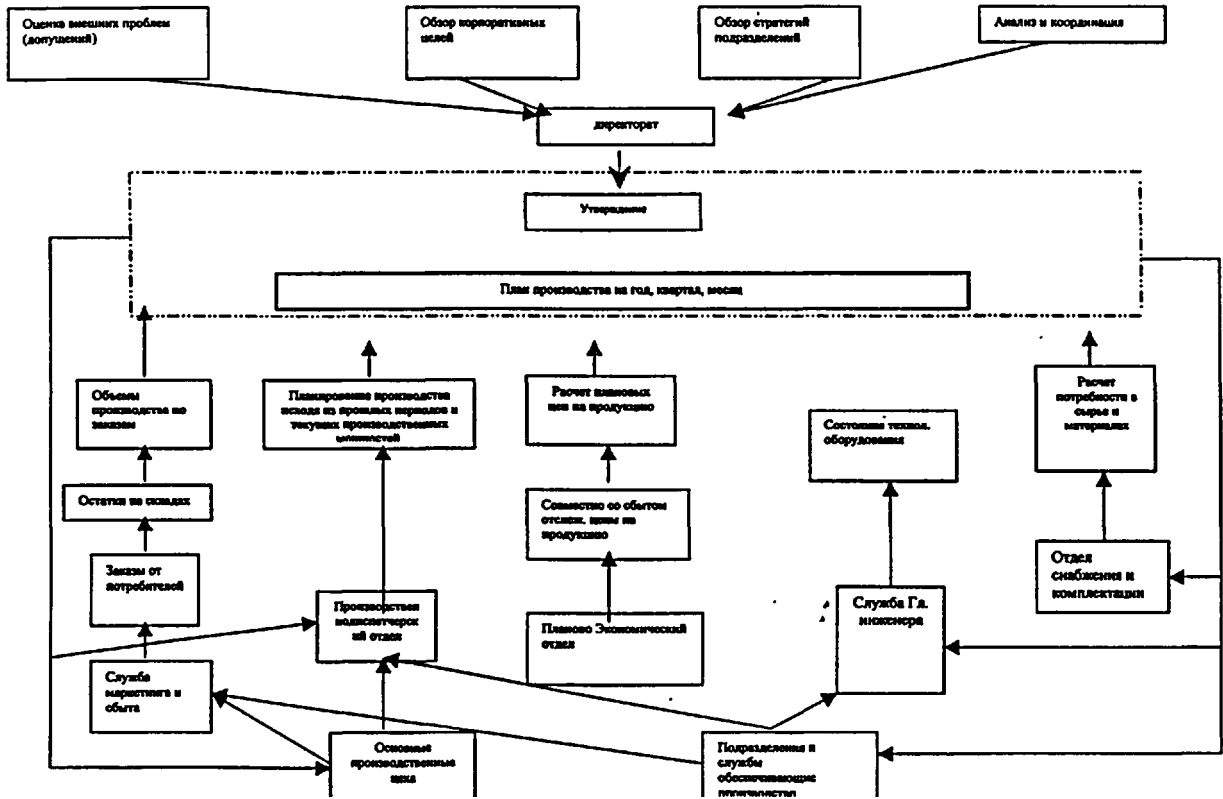 Оценка внешних проблем
(допущений)
Обзор корпоративных
целей
Обзор стратегий
подразделений
Анализ и координация
директорат
Утверждение
План производства на год, квартал, месяц
Объемы
производства по
заказам
Планирование производства
исходя из прошлых периодов и
текущих производственных
мощностей
Расчет плановых
цен на продукцию
Состояние технол.
оборудования
Расчет
потребности в
сырье и
материалах
Остатки на складах
Совместно со сбытом
отслеж. цены на
продукцию
Заказы от
потребителей
Отдел
снабжения и
комплектации
Производствен
нодиспетчерск
ий отдел
Планово Экономический
отдел
Служба Гл.
инженера
Служба
маркетинга и
сбыта
Основные
производственные
цеха
Подразделения и
службы
обеспечивающие
производство